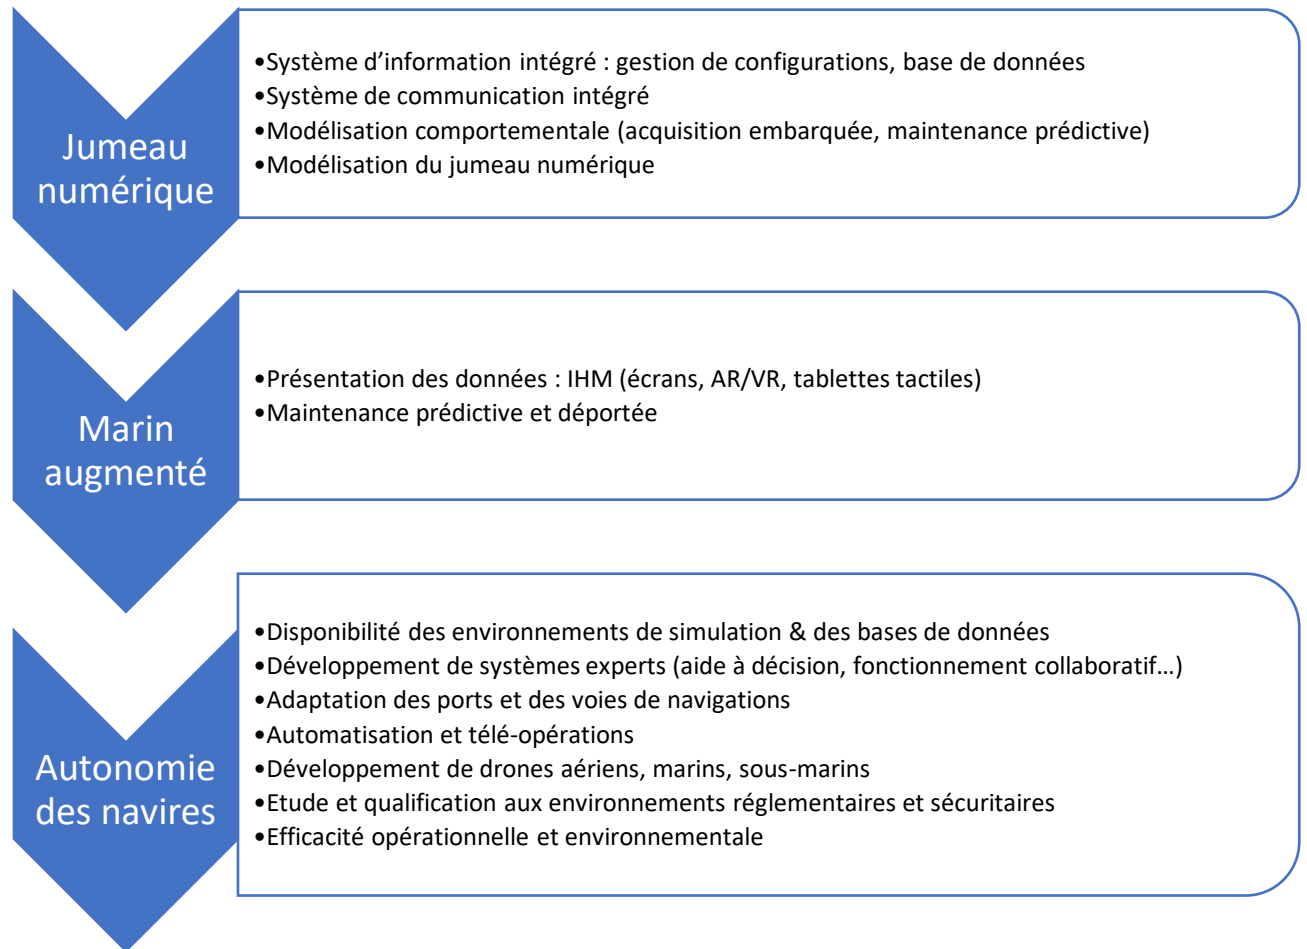 Jumeau
numérique
•Système d’information intégré : gestion de configurations, base de données
•Système de communication intégré
•Modélisation comportementale (acquisition embarquée, maintenance prédictive)
•Modélisation du jumeau numérique
Marin
augmenté
•Présentation des données : IHM (écrans, AR/VR, tablettes tactiles)
•Maintenance prédictive et déportée
Autonomie
des navires
•Disponibilité des environnements de simulation & des bases de données
•Développement de systèmes experts (aide à décision, fonctionnement collaboratif…)
•Adaptation des ports et des voies de navigations
•Automatisation et télé-opérations
•Développement de drones aériens, marins, sous-marins
•Etude et qualification aux environnements réglementaires et sécuritaires
•Efficacité opérationnelle et environnementale